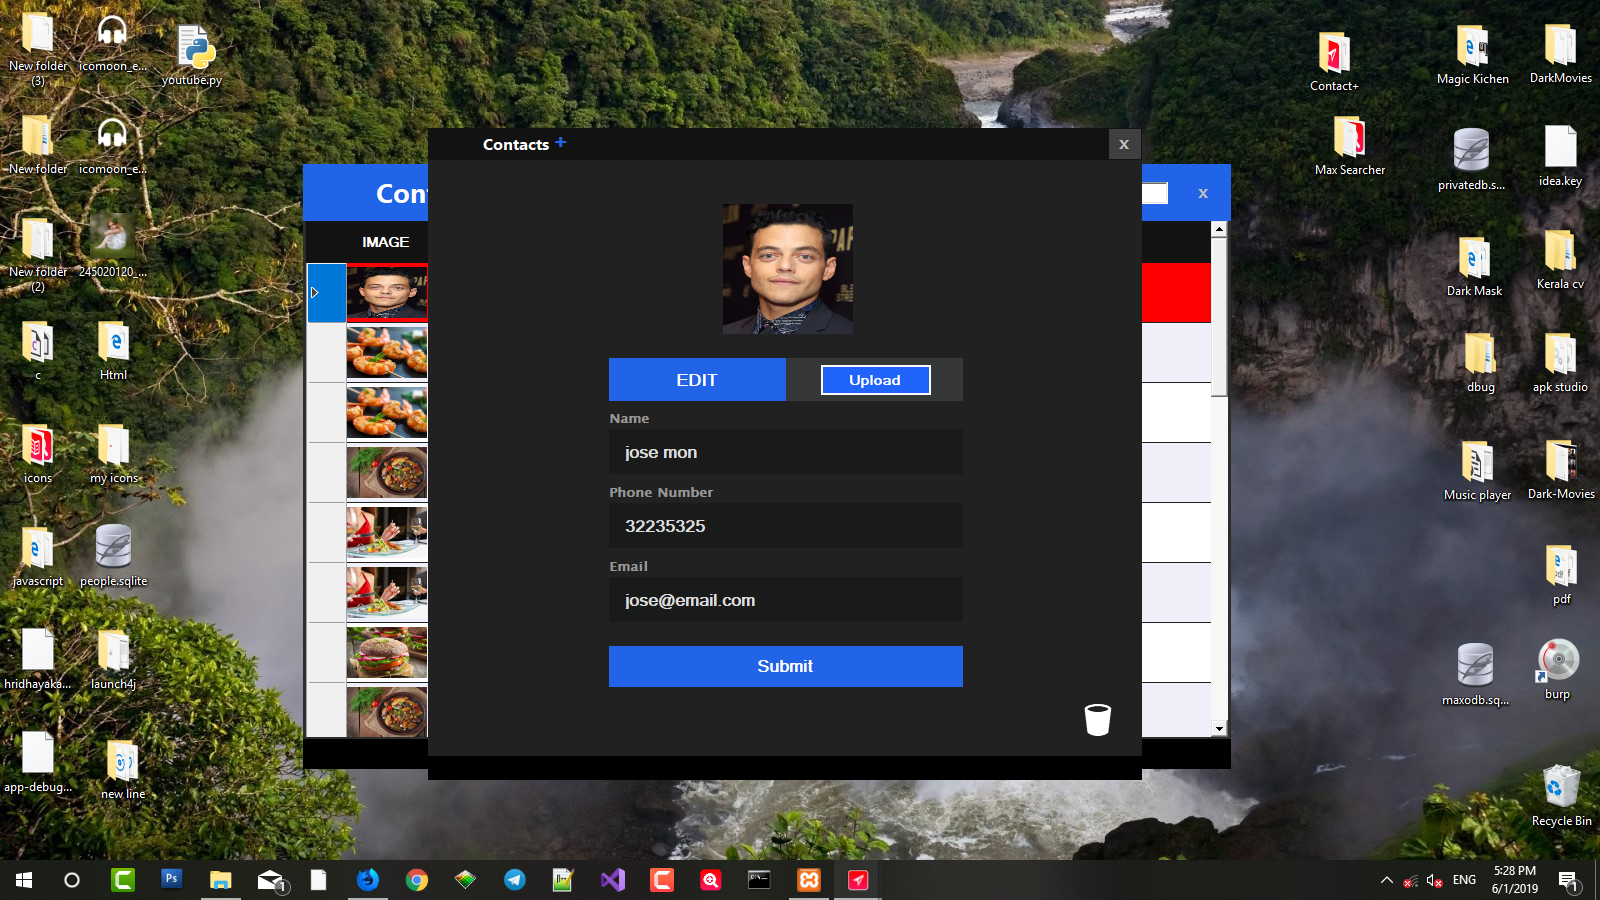 New folder
(3)
icomoon_e...
youtube.py
New folder
icomoon_e...
New folder
(2)
245020120_...
c
Html
icons
my icons
javascript
people.sqlite
hridhayaka...
launch4j
app-debug...
new line
Contact+
Magic Kichen
DarkMovies
Max Searcher
privatedb.s...
idea.key
Dark Mask
Kerala cv
dbug
apk studio
Music player
Dark-Movies
pdf
maxodb.sq...
burp
Recycle Bin
Con
x
IMAGE
Contacts +
x
EDIT
Upload
Name
jose mon
Phone Number
32235325
Email
jose@email.com
Submit
Ps
1
ENG
5:28 PM
6/1/2019
1